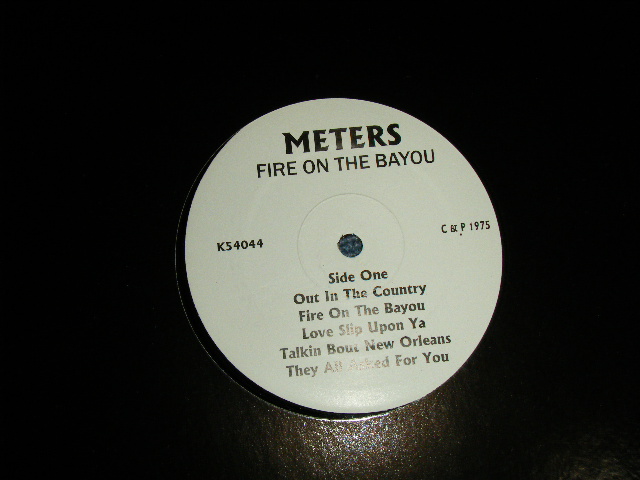 METERS
FIRE ON THE BAYOU
K54044
C & P 1975
Side One
Out In The Country
Fire On The Bayou
Love Slip Upon Ya
Talkin Bout New Orleans
They All Asked For You